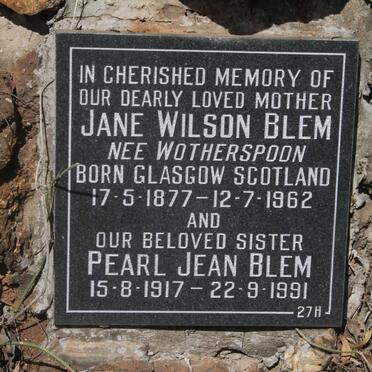 IN CHERISHED MEMORY OF
OUR DEARLY LOVED MOTHER
JANE WILSON BLEM
NEE WOTHERSPOON
BORN GLASGOW SCOTLAND
17-5-1877-12-7-1962
AND
OUR BELOVED SISTER
PEARL JEAN BLEM
15-8-1917 - 22-9-1991
27H